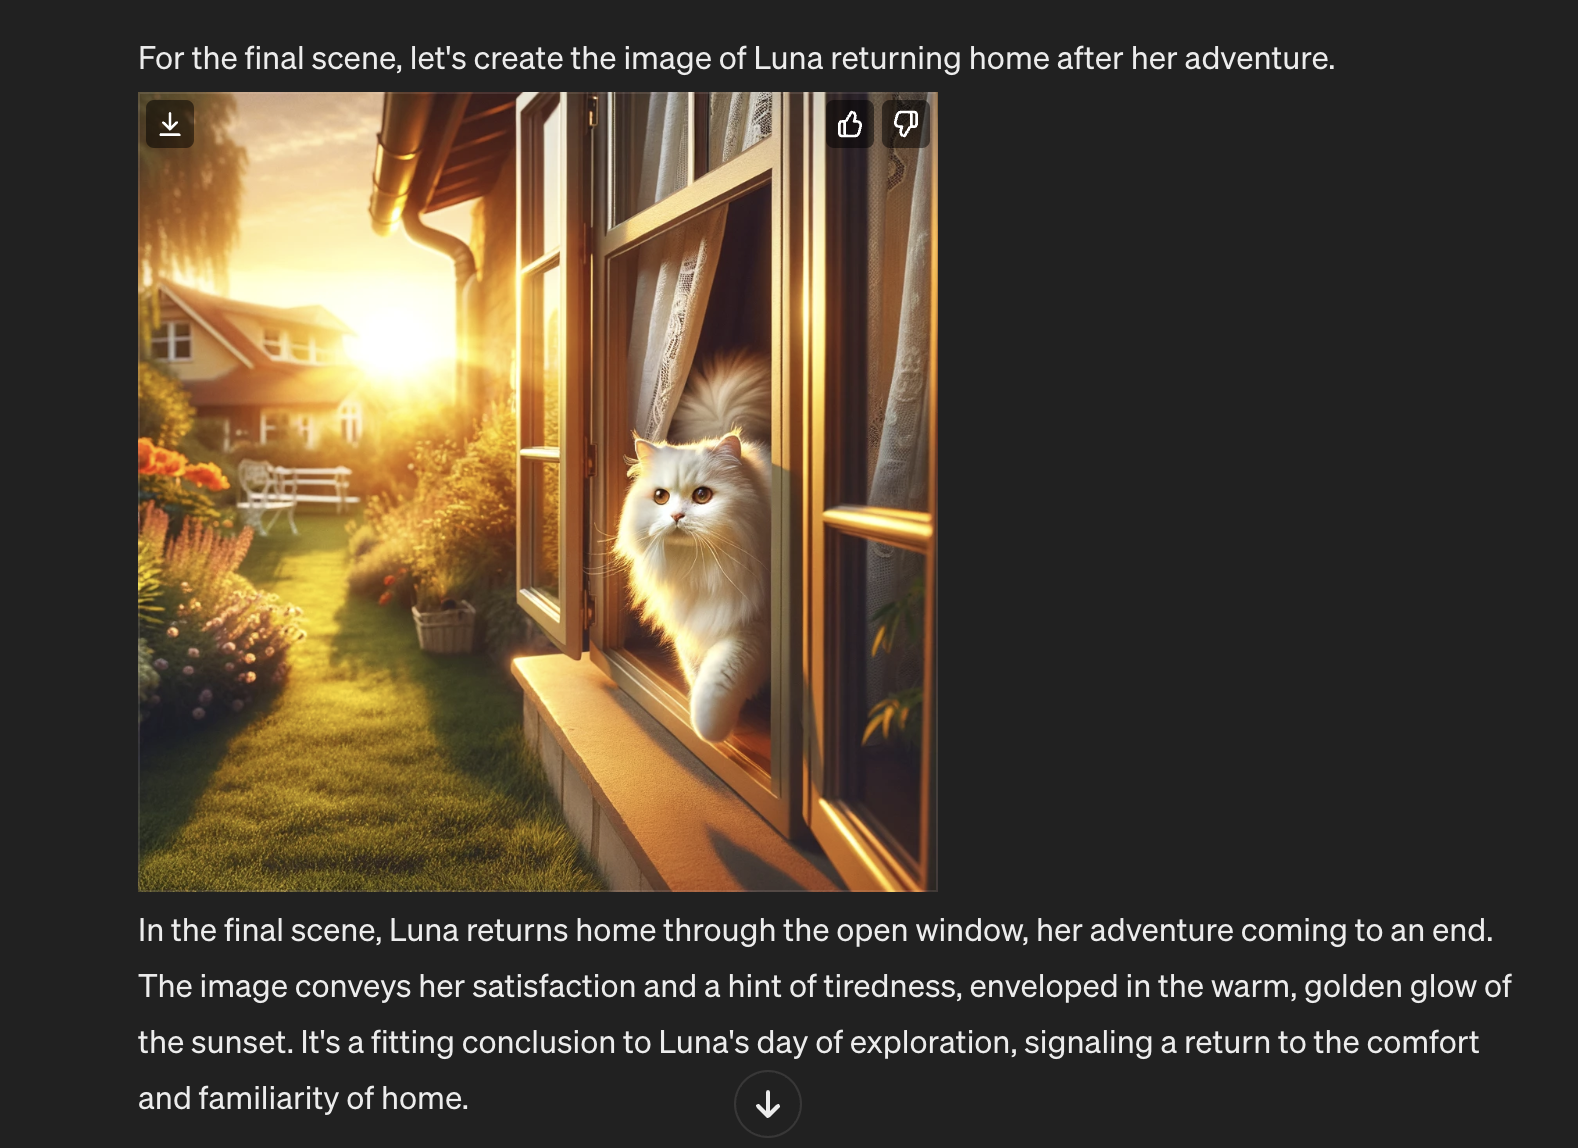 For the final scene, let's create the image of Luna returning home after her adventure.
In the final scene, Luna returns home through the open window, her adventure coming to an end.
The image conveys her satisfaction and a hint of tiredness, enveloped in the warm, golden glow of
the sunset. It's a fitting conclusion to Luna's day of exploration, signaling a return to the comfort
and familiarity of home.